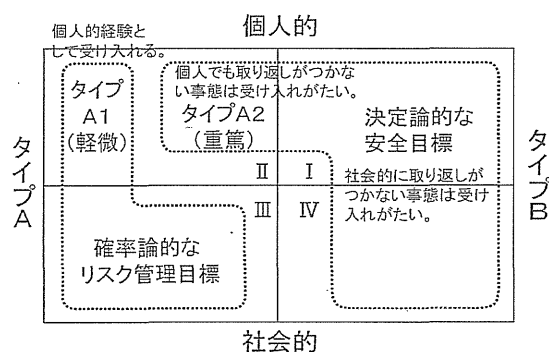 個人的
個人的経験と
して受け入れる。
タイプ
A1
(軽微)
個人でも取り返しがつかな
い事態は受け入れがたい。
タイプA2
(重篤)
決定論的な
安全目標
タイプA
タイプB
Ⅱ
Ⅰ
Ⅲ
Ⅳ
社会的に取り返しが
つかない事態は受け
入れがたい。
確率論的な
リスク管理目標
社会的